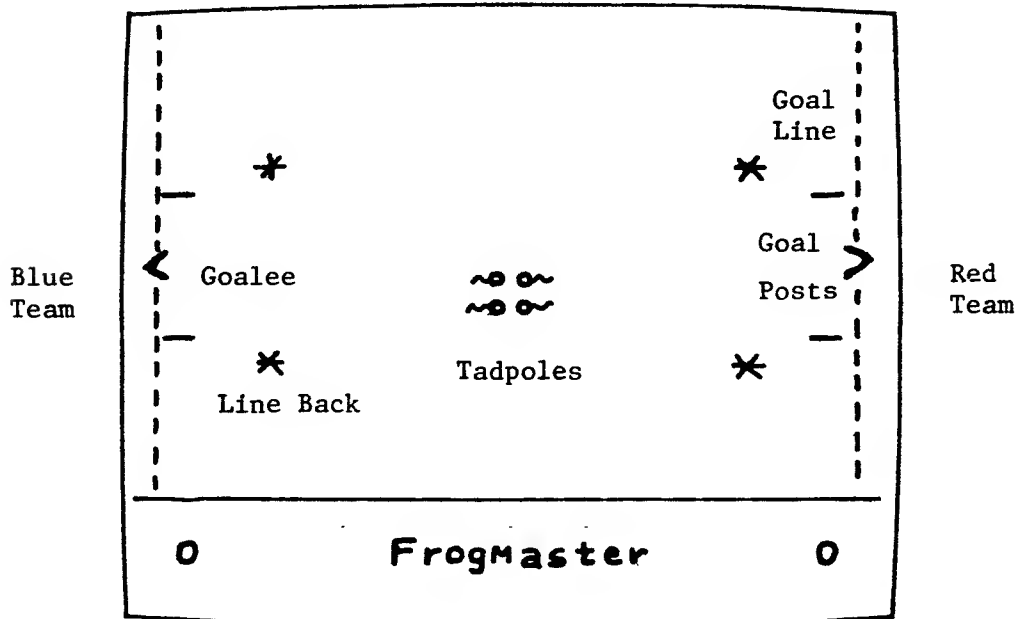 Goal
Line
Goal
Posts
Blue
Team
Goalee
Red
Team
Tadpoles
Line Back
0 FrogMaster 0